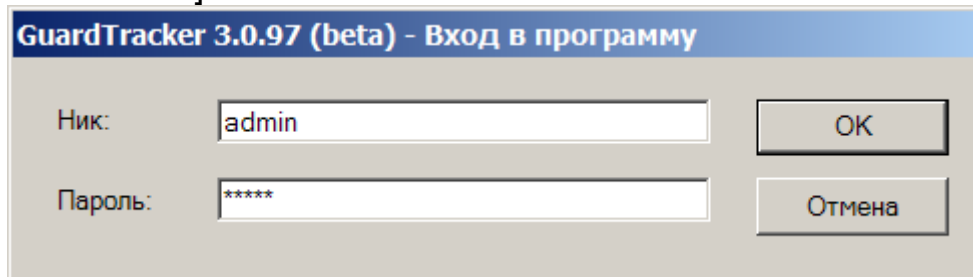 GuardTracker 3.0.97 (beta) - Вход в программу
Ник: admin OK
Пароль: ***** Отмена